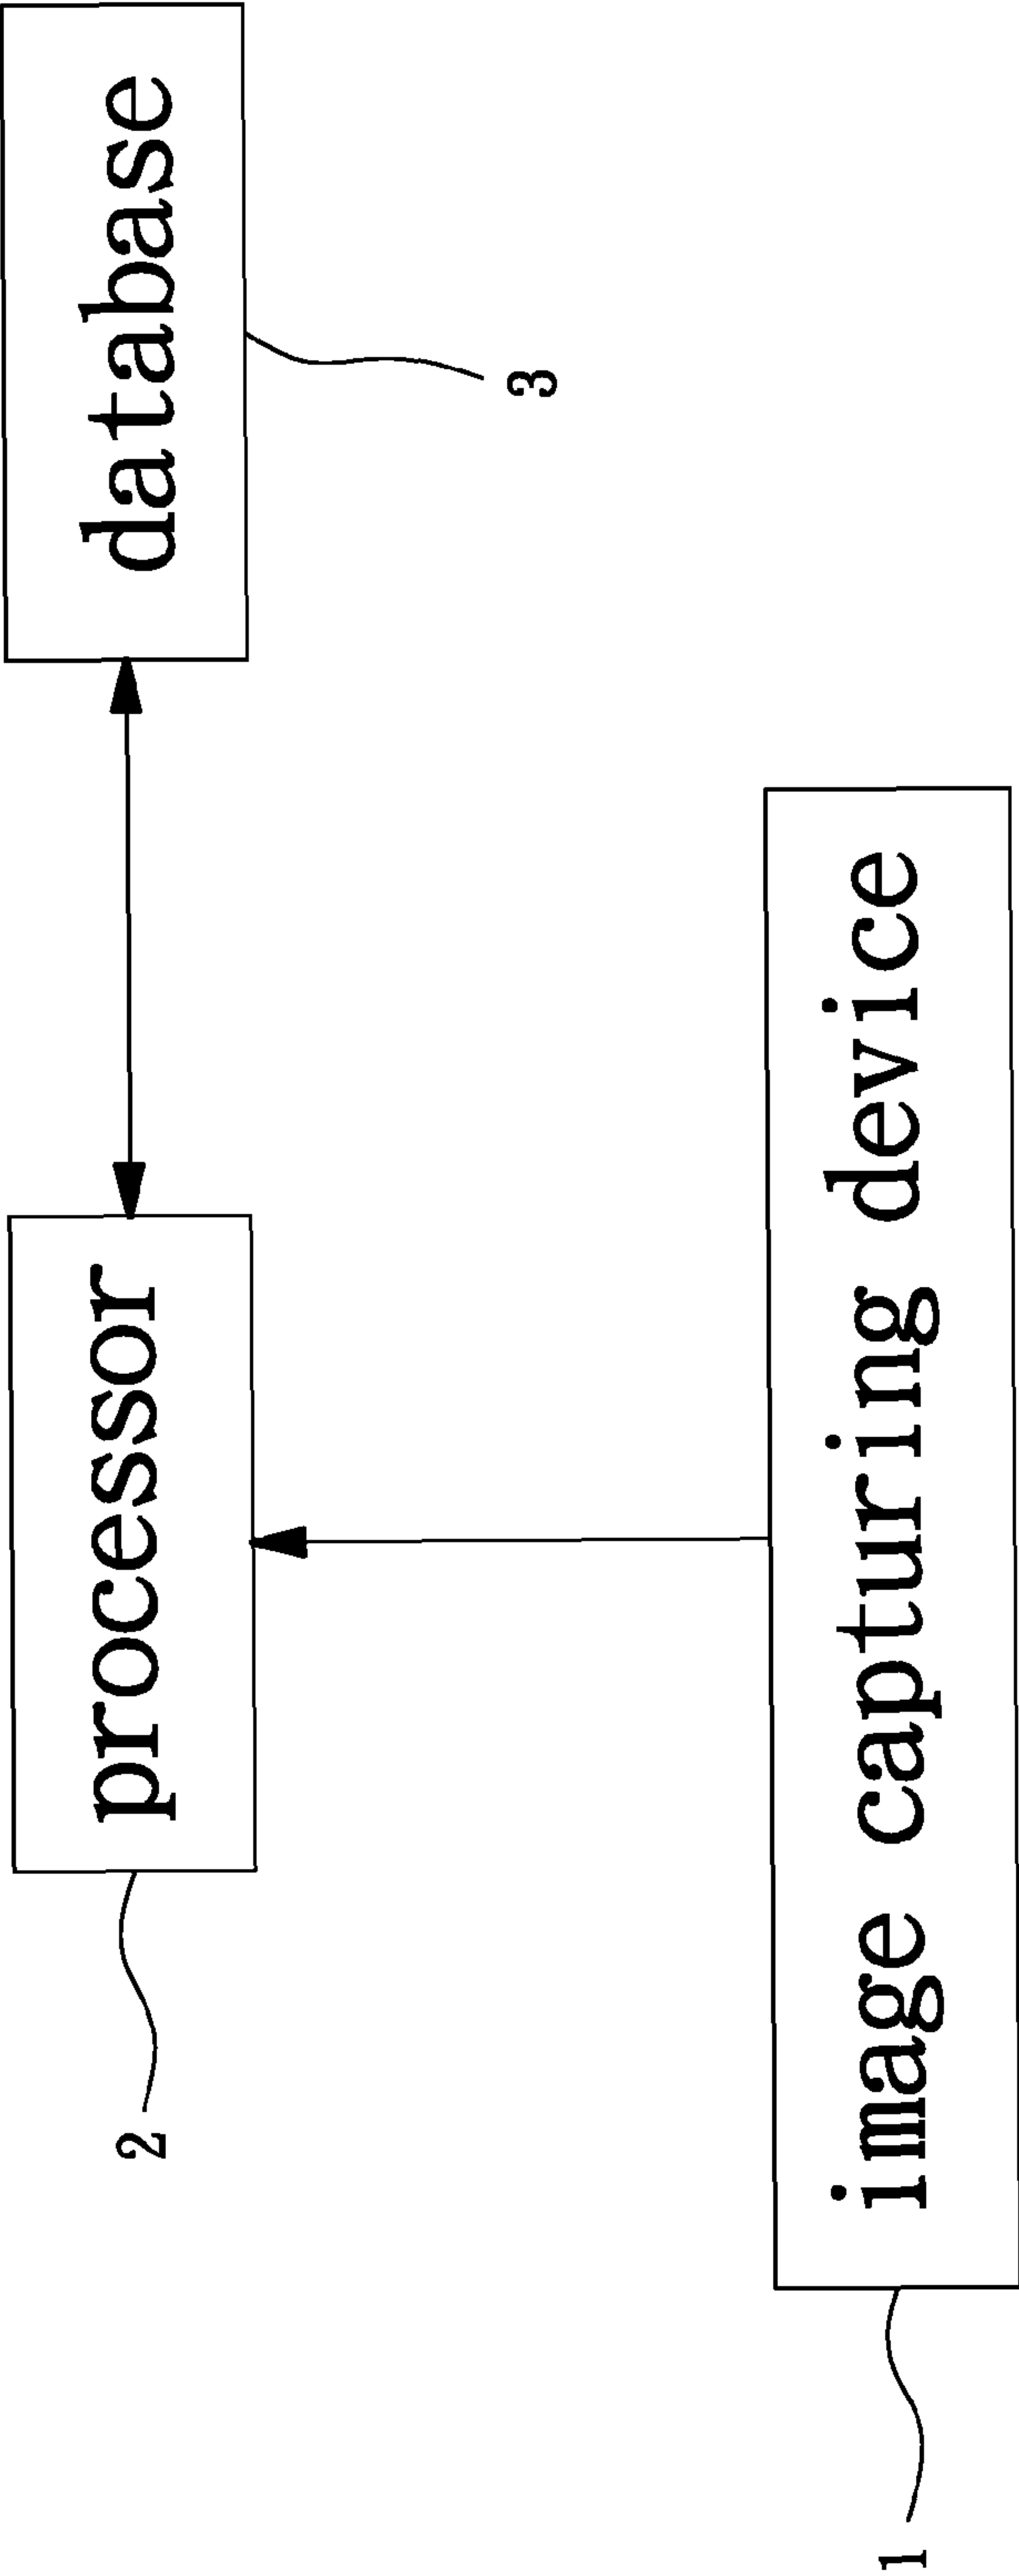 processor
database
2
3
image capturing device
1